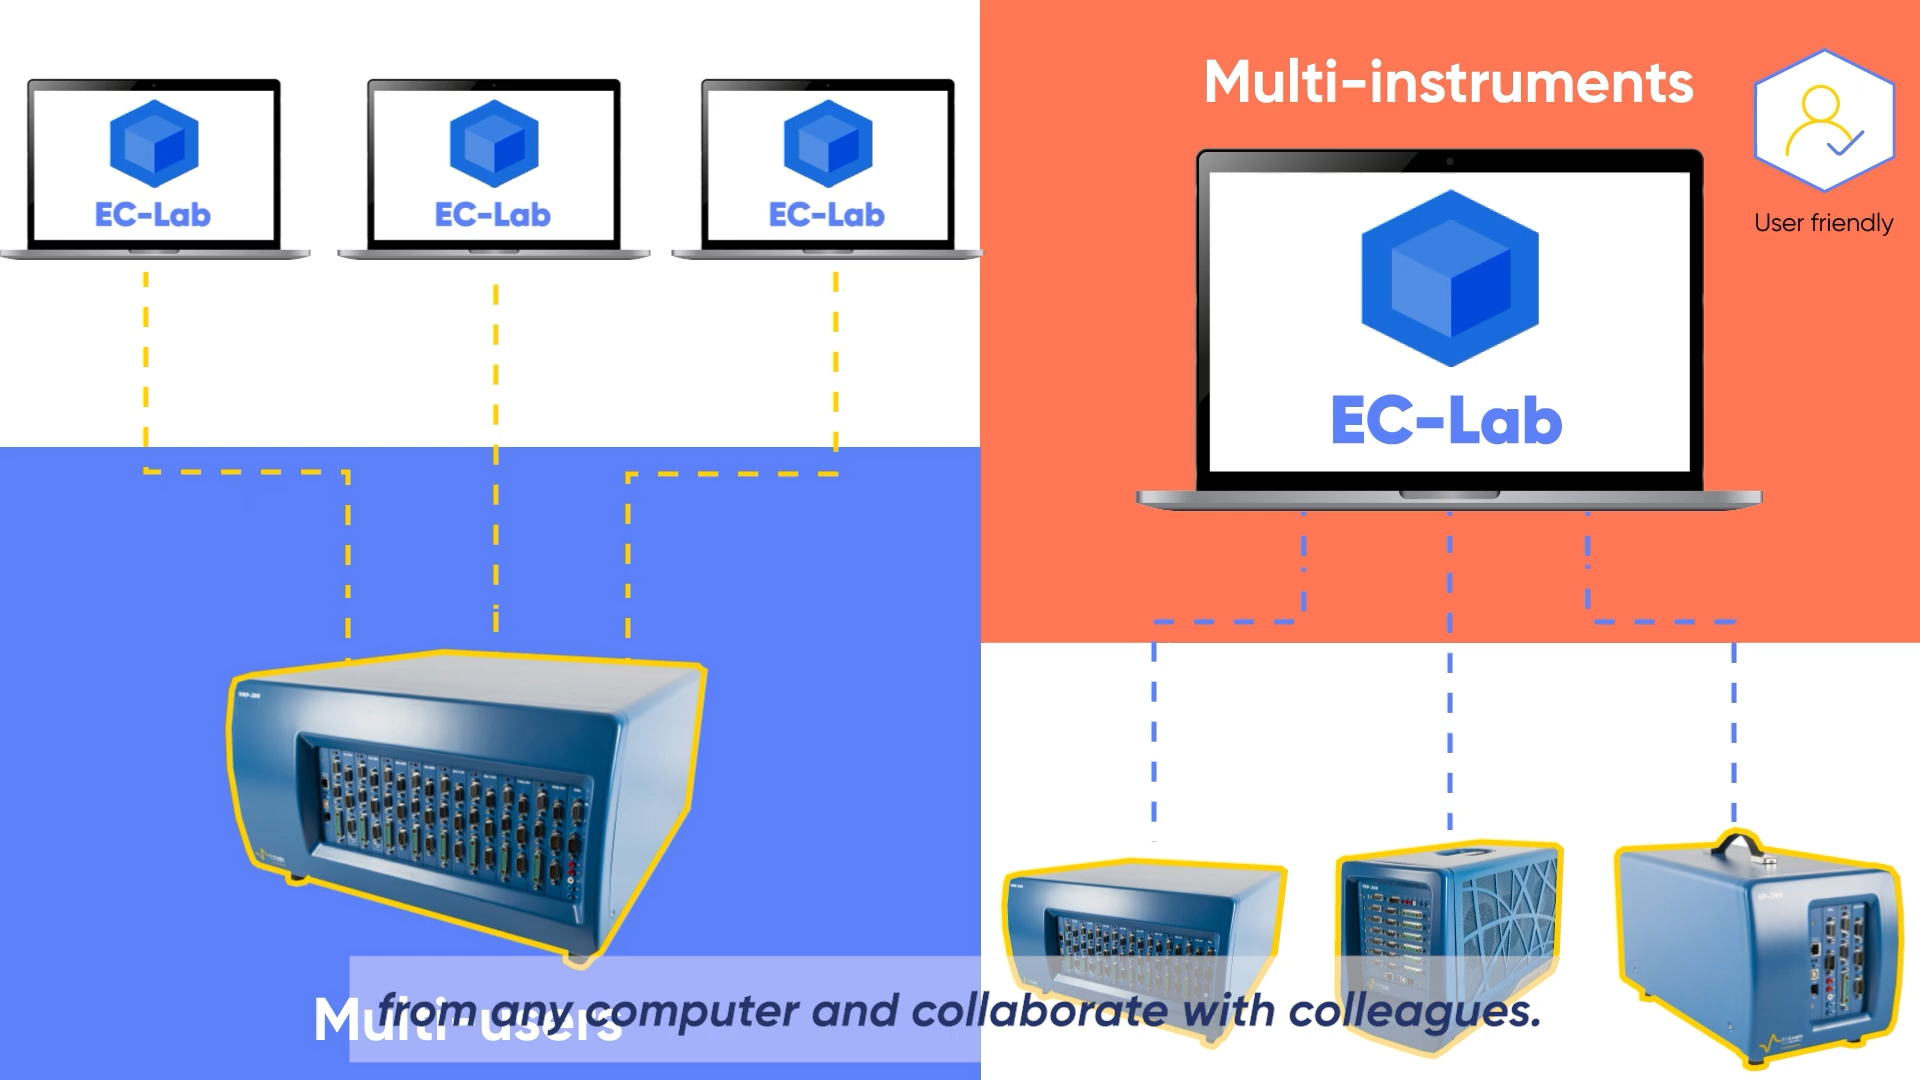 EC-Lab
EC-Lab
EC-Lab
Multi-users
Multi-instruments
User friendly
EC-Lab
from any computer and collaborate with colleagues.